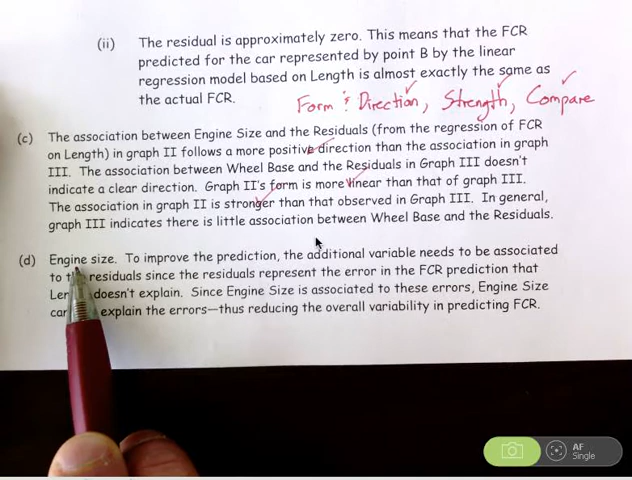 (ii) The residual is approximately zero. This means that the FCR
predicted for the car represented by point B by the linear
regression model based on Length is almost exactly the same as
the actual FCR.
Form & Direction, Strength, Compare
(c) The association between Engine Size and the Residuals (from the regression of FCR
on Length) in graph II follows a more positive direction than the association in graph
III. The association between Wheel Base and the Residuals in Graph III doesn't
indicate a clear direction. Graph II's form is more linear than that of graph III.
The association in graph II is stronger than that observed in Graph III. In general,
graph III indicates there is little association between Wheel Base and the Residuals.
(d) Engine size. To improve the prediction, the additional variable needs to be associated
to residuals since the residuals represent the error in the FCR prediction that
doesn't explain. Since Engine Size is associated to these errors, Engine Size
explain the errors—thus reducing the overall variability in predicting FCR.
AF
Single